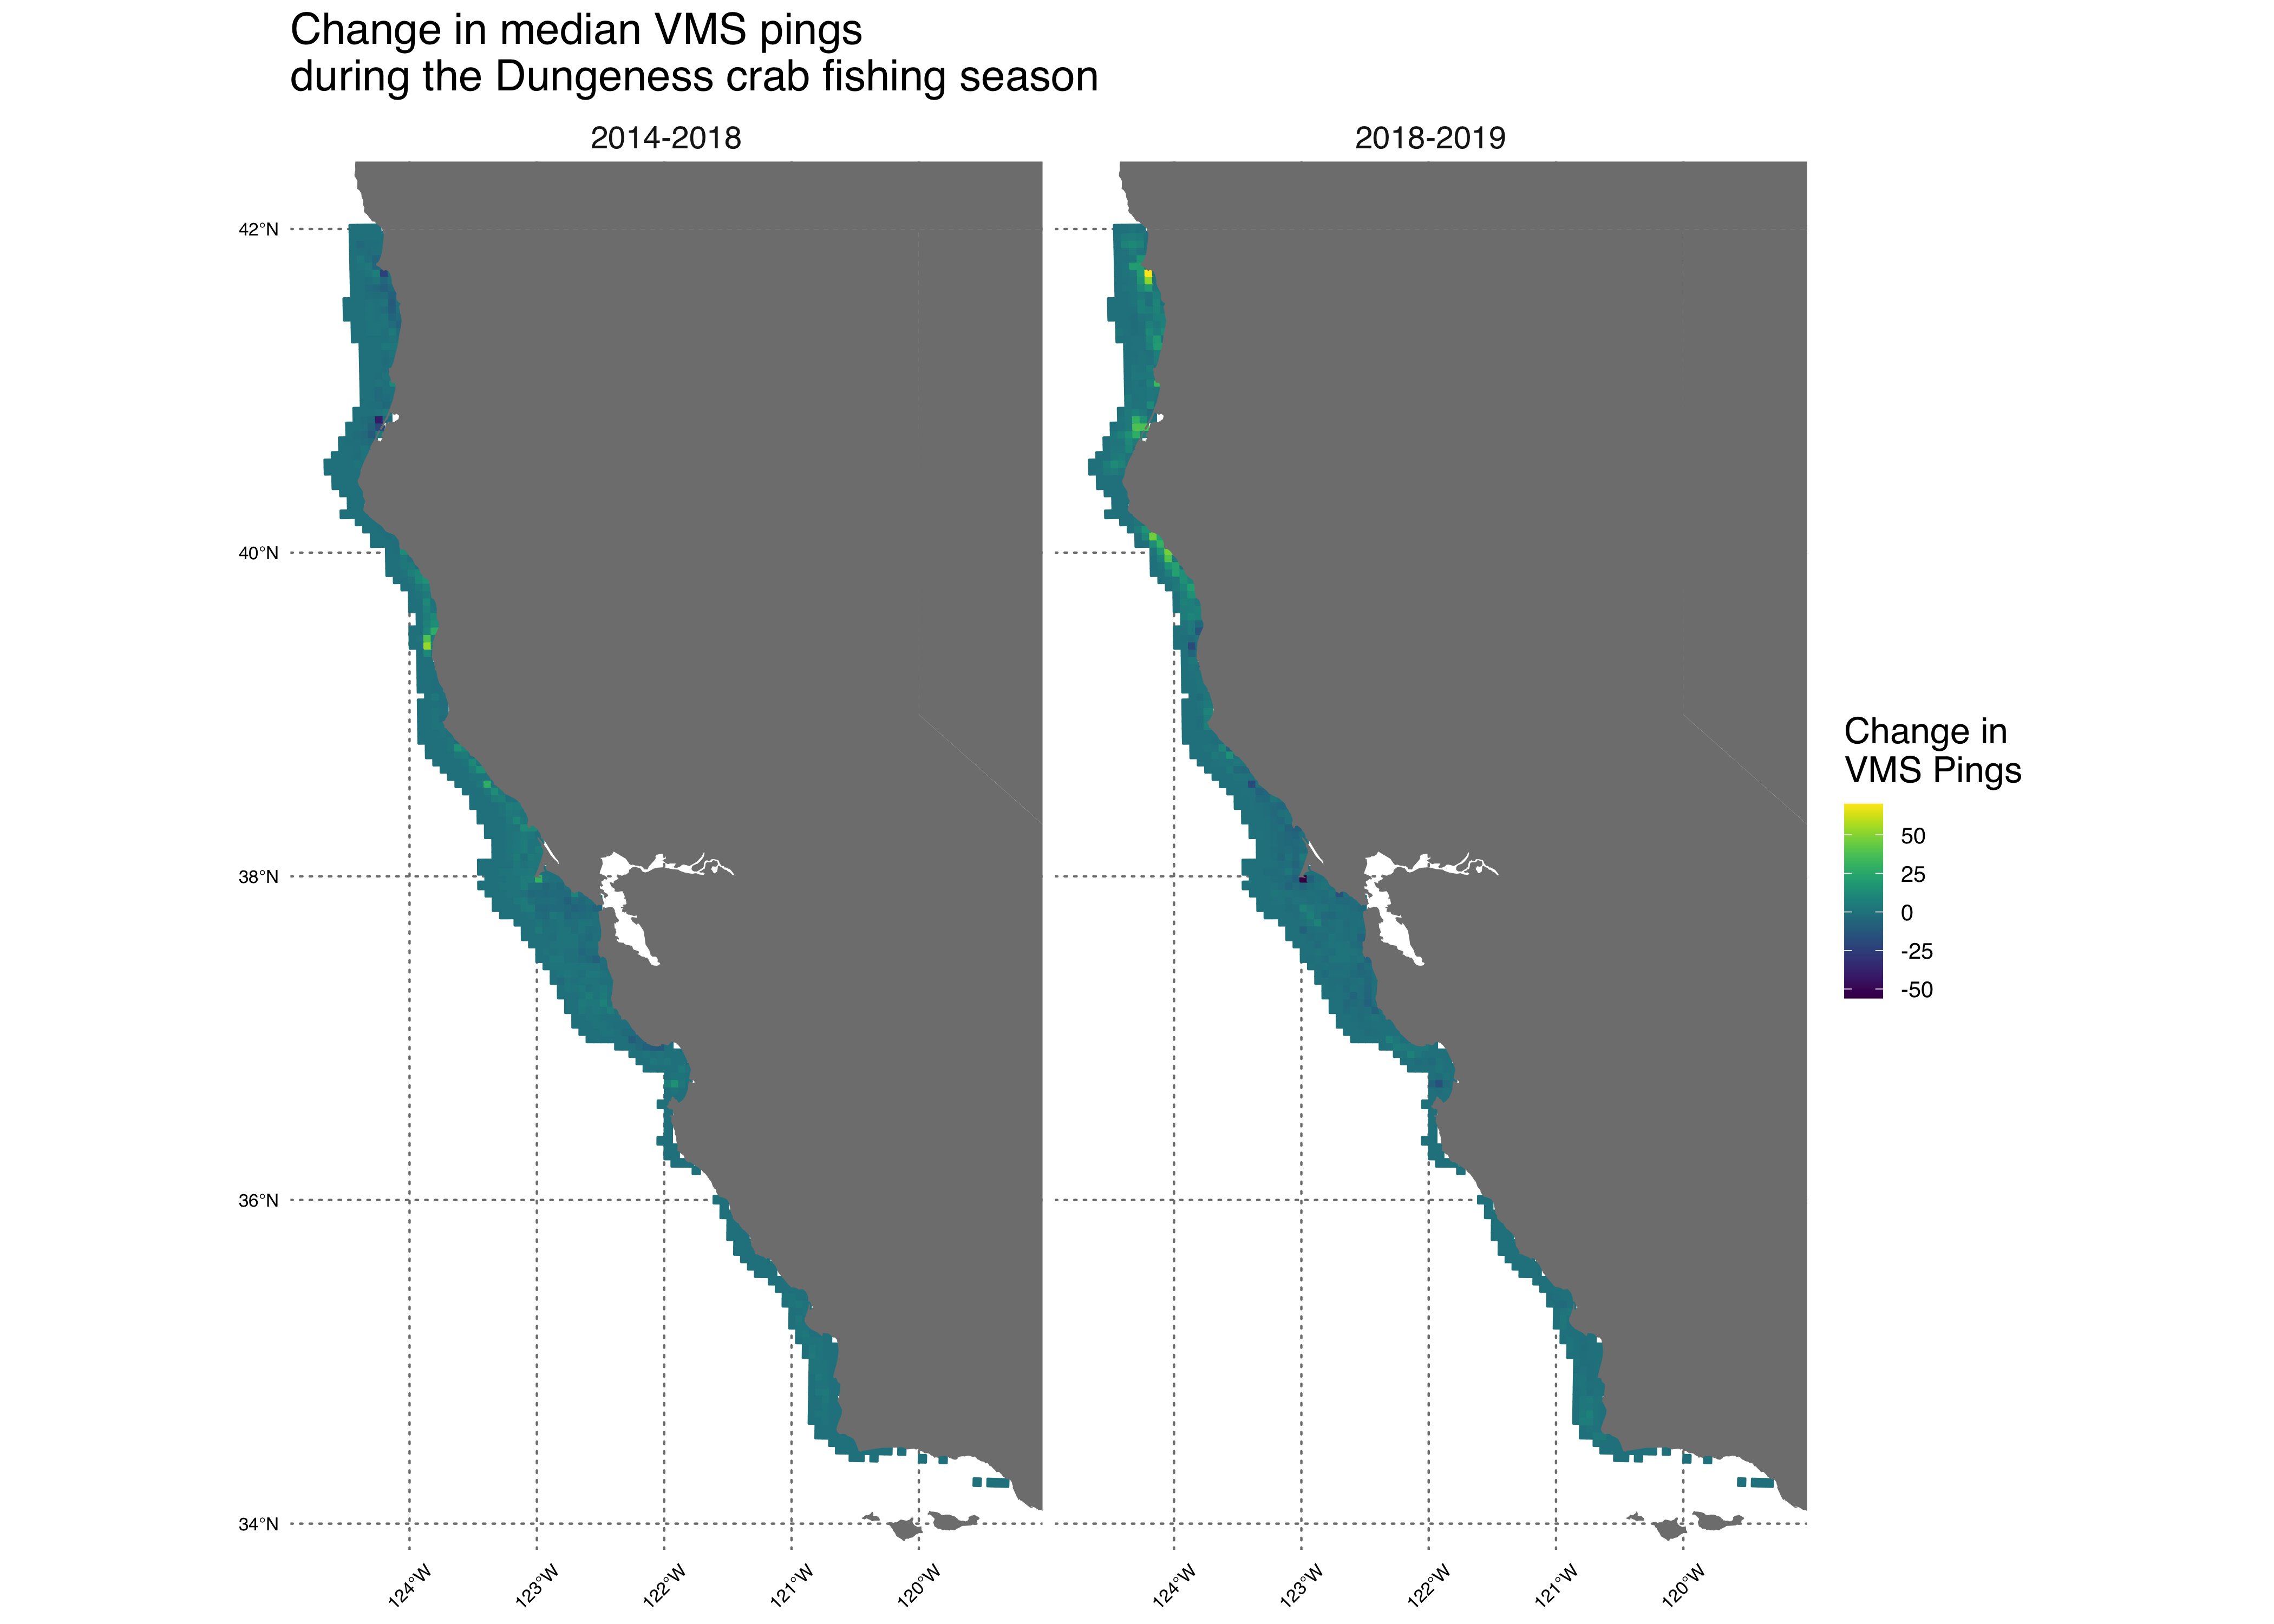 Change in median VMS pings
during the Dungeness crab fishing season
2014-2018
2018-2019
42°N
40°N
38°N
36°N
34°N
124°W
123°W
122°W
121°W
120°W
124°W
123°W
122°W
121°W
120°W
Change in
VMS Pings
50
25
0
-25
-50